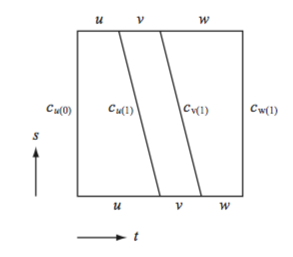 u v w
c_u(0) c_u(1) c_v(1) c_w(1)
s
u v w
t